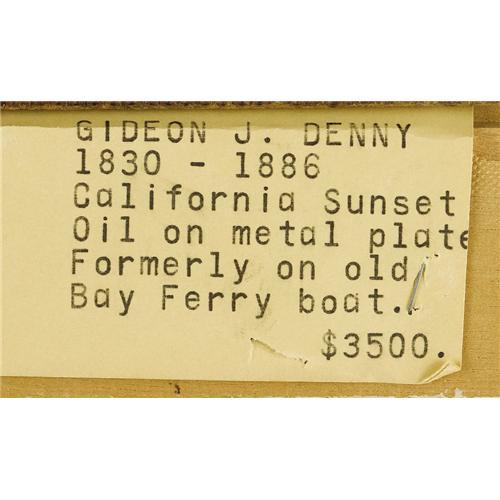 GIDEON J. DENNY
1830 - 1886
California Sunset
Oil on metal plate
Formerly on old
Bay Ferry boat.
$3500.